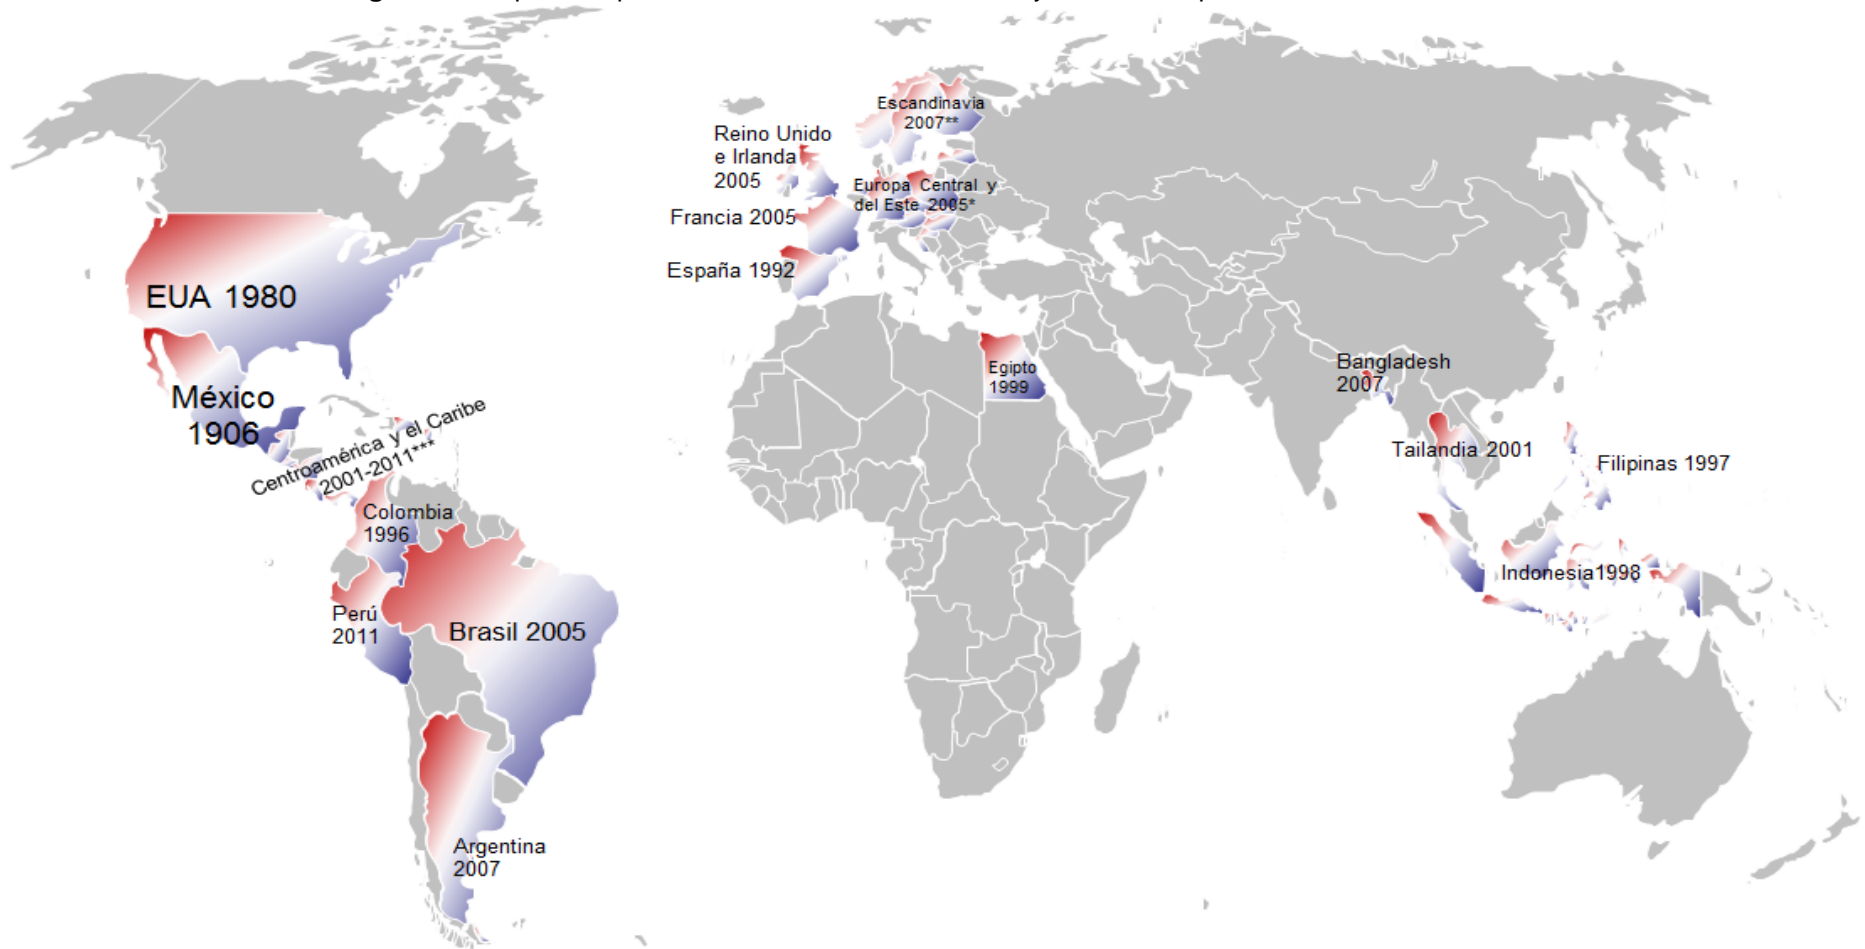 Escandinavia
2007**
Reino Unido
e Irlanda
2005
Europa Central y
del Este 2005*
Francia 2005
España 1992
EUA 1980
México
1906
Egipto
1999
Bangladesh
2007
Tailandia 2001
Filipinas 1997
Indonesia1998
Centroamérica y el Caribe
2001-2011***
Colombia
1996
Perú
2011
Brasil 2005
Argentina
2007